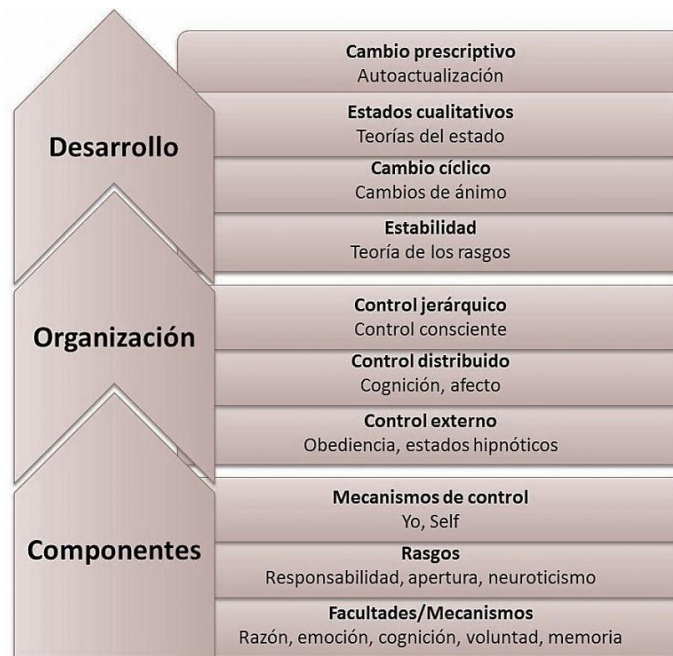 Desarrollo
Cambio prescriptivo
Autoactualización
Estados cualitativos
Teorías del estado
Cambio cíclico
Cambios de ánimo
Estabilidad
Teoría de los rasgos
Organización
Control jerárquico
Control consciente
Control distribuido
Cognición, afecto
Control externo
Obediencia, estados hipnóticos
Componentes
Mecanismos de control
Yo, Self
Rasgos
Responsabilidad, apertura, neuroticismo
Facultades/Mecanismos
Razón, emoción, cognición, voluntad, memoria